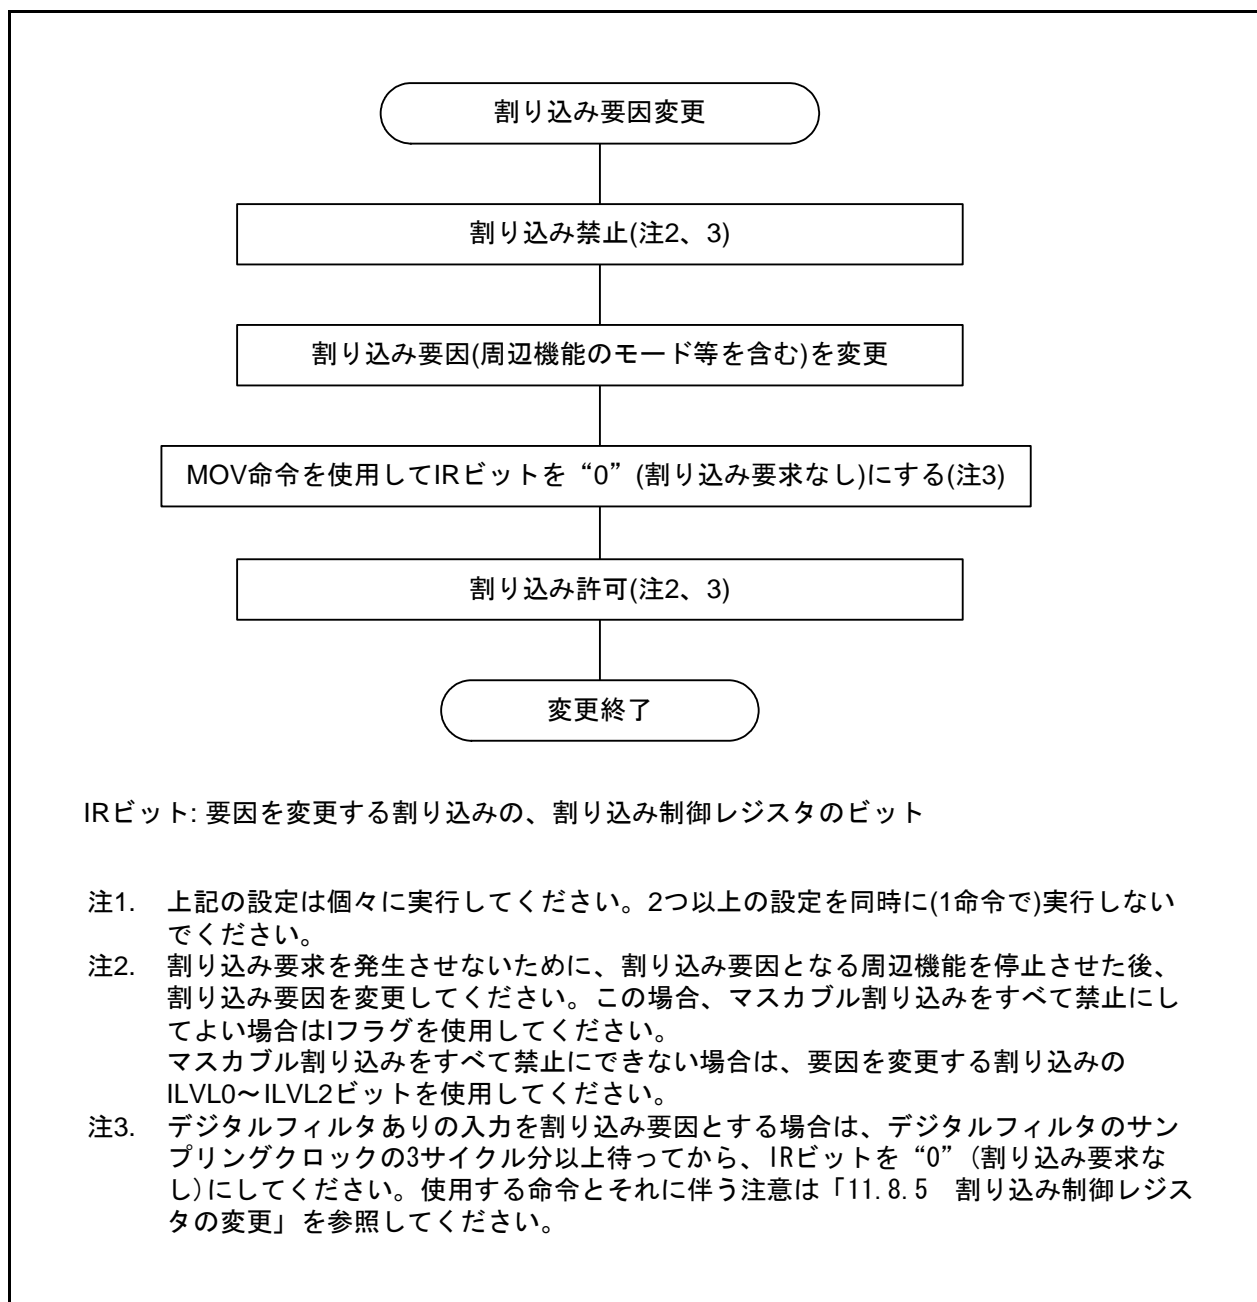 割り込み要因変更
割り込み禁止(注2、3)
割り込み要因(周辺機能のモード等を含む)を変更
MOV命令を使用してIRビットを“0”(割り込み要求なし)にする(注3)
割り込み許可(注2、3)
変更終了
IRビット: 要因を変更する割り込みの、割り込み制御レジスタのビット
注1. 上記の設定は個々に実行してください。2つ以上の設定を同時に(1命令で)実行しない
でください。
注2. 割り込み要求を発生させないために、割り込み要因となる周辺機能を停止させた後、
割り込み要因を変更してください。この場合、マスカブル割り込みをすべて禁止にし
てよい場合はIフラグを使用してください。
マスカブル割り込みをすべて禁止にできない場合は、要因を変更する割り込みの
ILVL0～ILVL2ビットを使用してください。
注3. デジタルフィルタありの入力を割り込み要因とする場合は、デジタルフィルタのサン
プリングクロックの3サイクル分以上待ってから、IRビットを“0”(割り込み要求な
し)にしてください。使用する命令とそれに伴う注意は「11.8.5　割り込み制御レジス
タの変更」を参照してください。